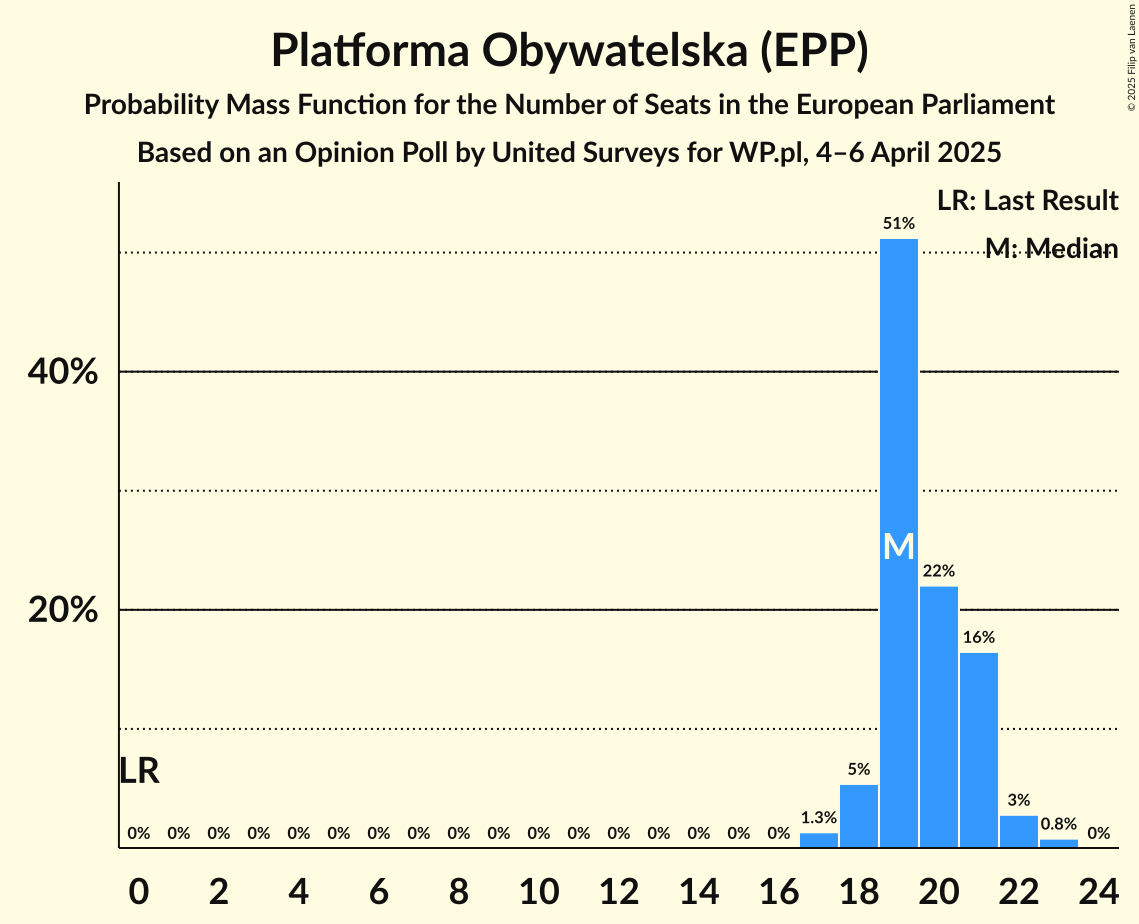 Platforma Obywatelska (EPP)
Probability Mass Function for the Number of Seats in the European Parliament
Based on an Opinion Poll by United Surveys for WP.pl, 4–6 April 2025
© 2025 Filip van Laenen
LR: Last Result
M: Median
51%
40%
M
22%
20%
16%
LR
5%
3%
1.3%
0.8%
0% 0% 0% 0% 0% 0% 0% 0% 0% 0% 0% 0% 0% 0% 0% 0% 0% 0%
0 2 4 6 8 10 12 14 16 18 20 22 24